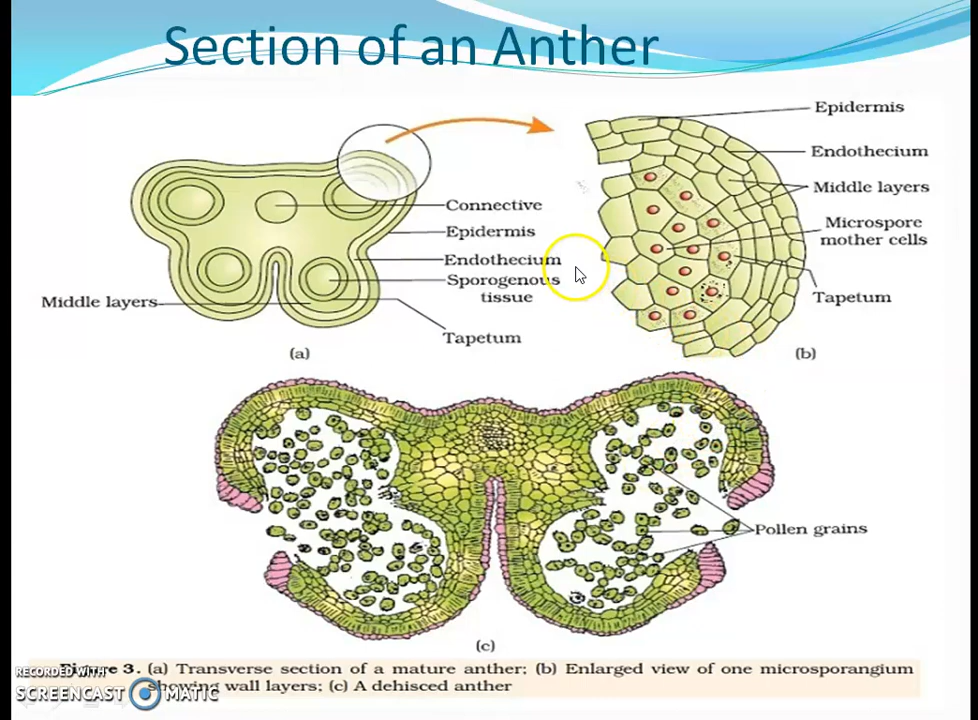 Section of an Anther
Epidermis
Endothecium
Middle layers
Microspore
mother cells
Tapetum
(b)
Connective
Epidermis
Endothecium
Sporogenous
tissue
Tapetum
Middle layers
(a)
Pollen grains
(c)
Figure 3. (a) Transverse section of a mature anther; (b) Enlarged view of one microsporangium
showing wall layers; (c) A dehisced anther
RECORDED WITH
SCREENCAST MATIC